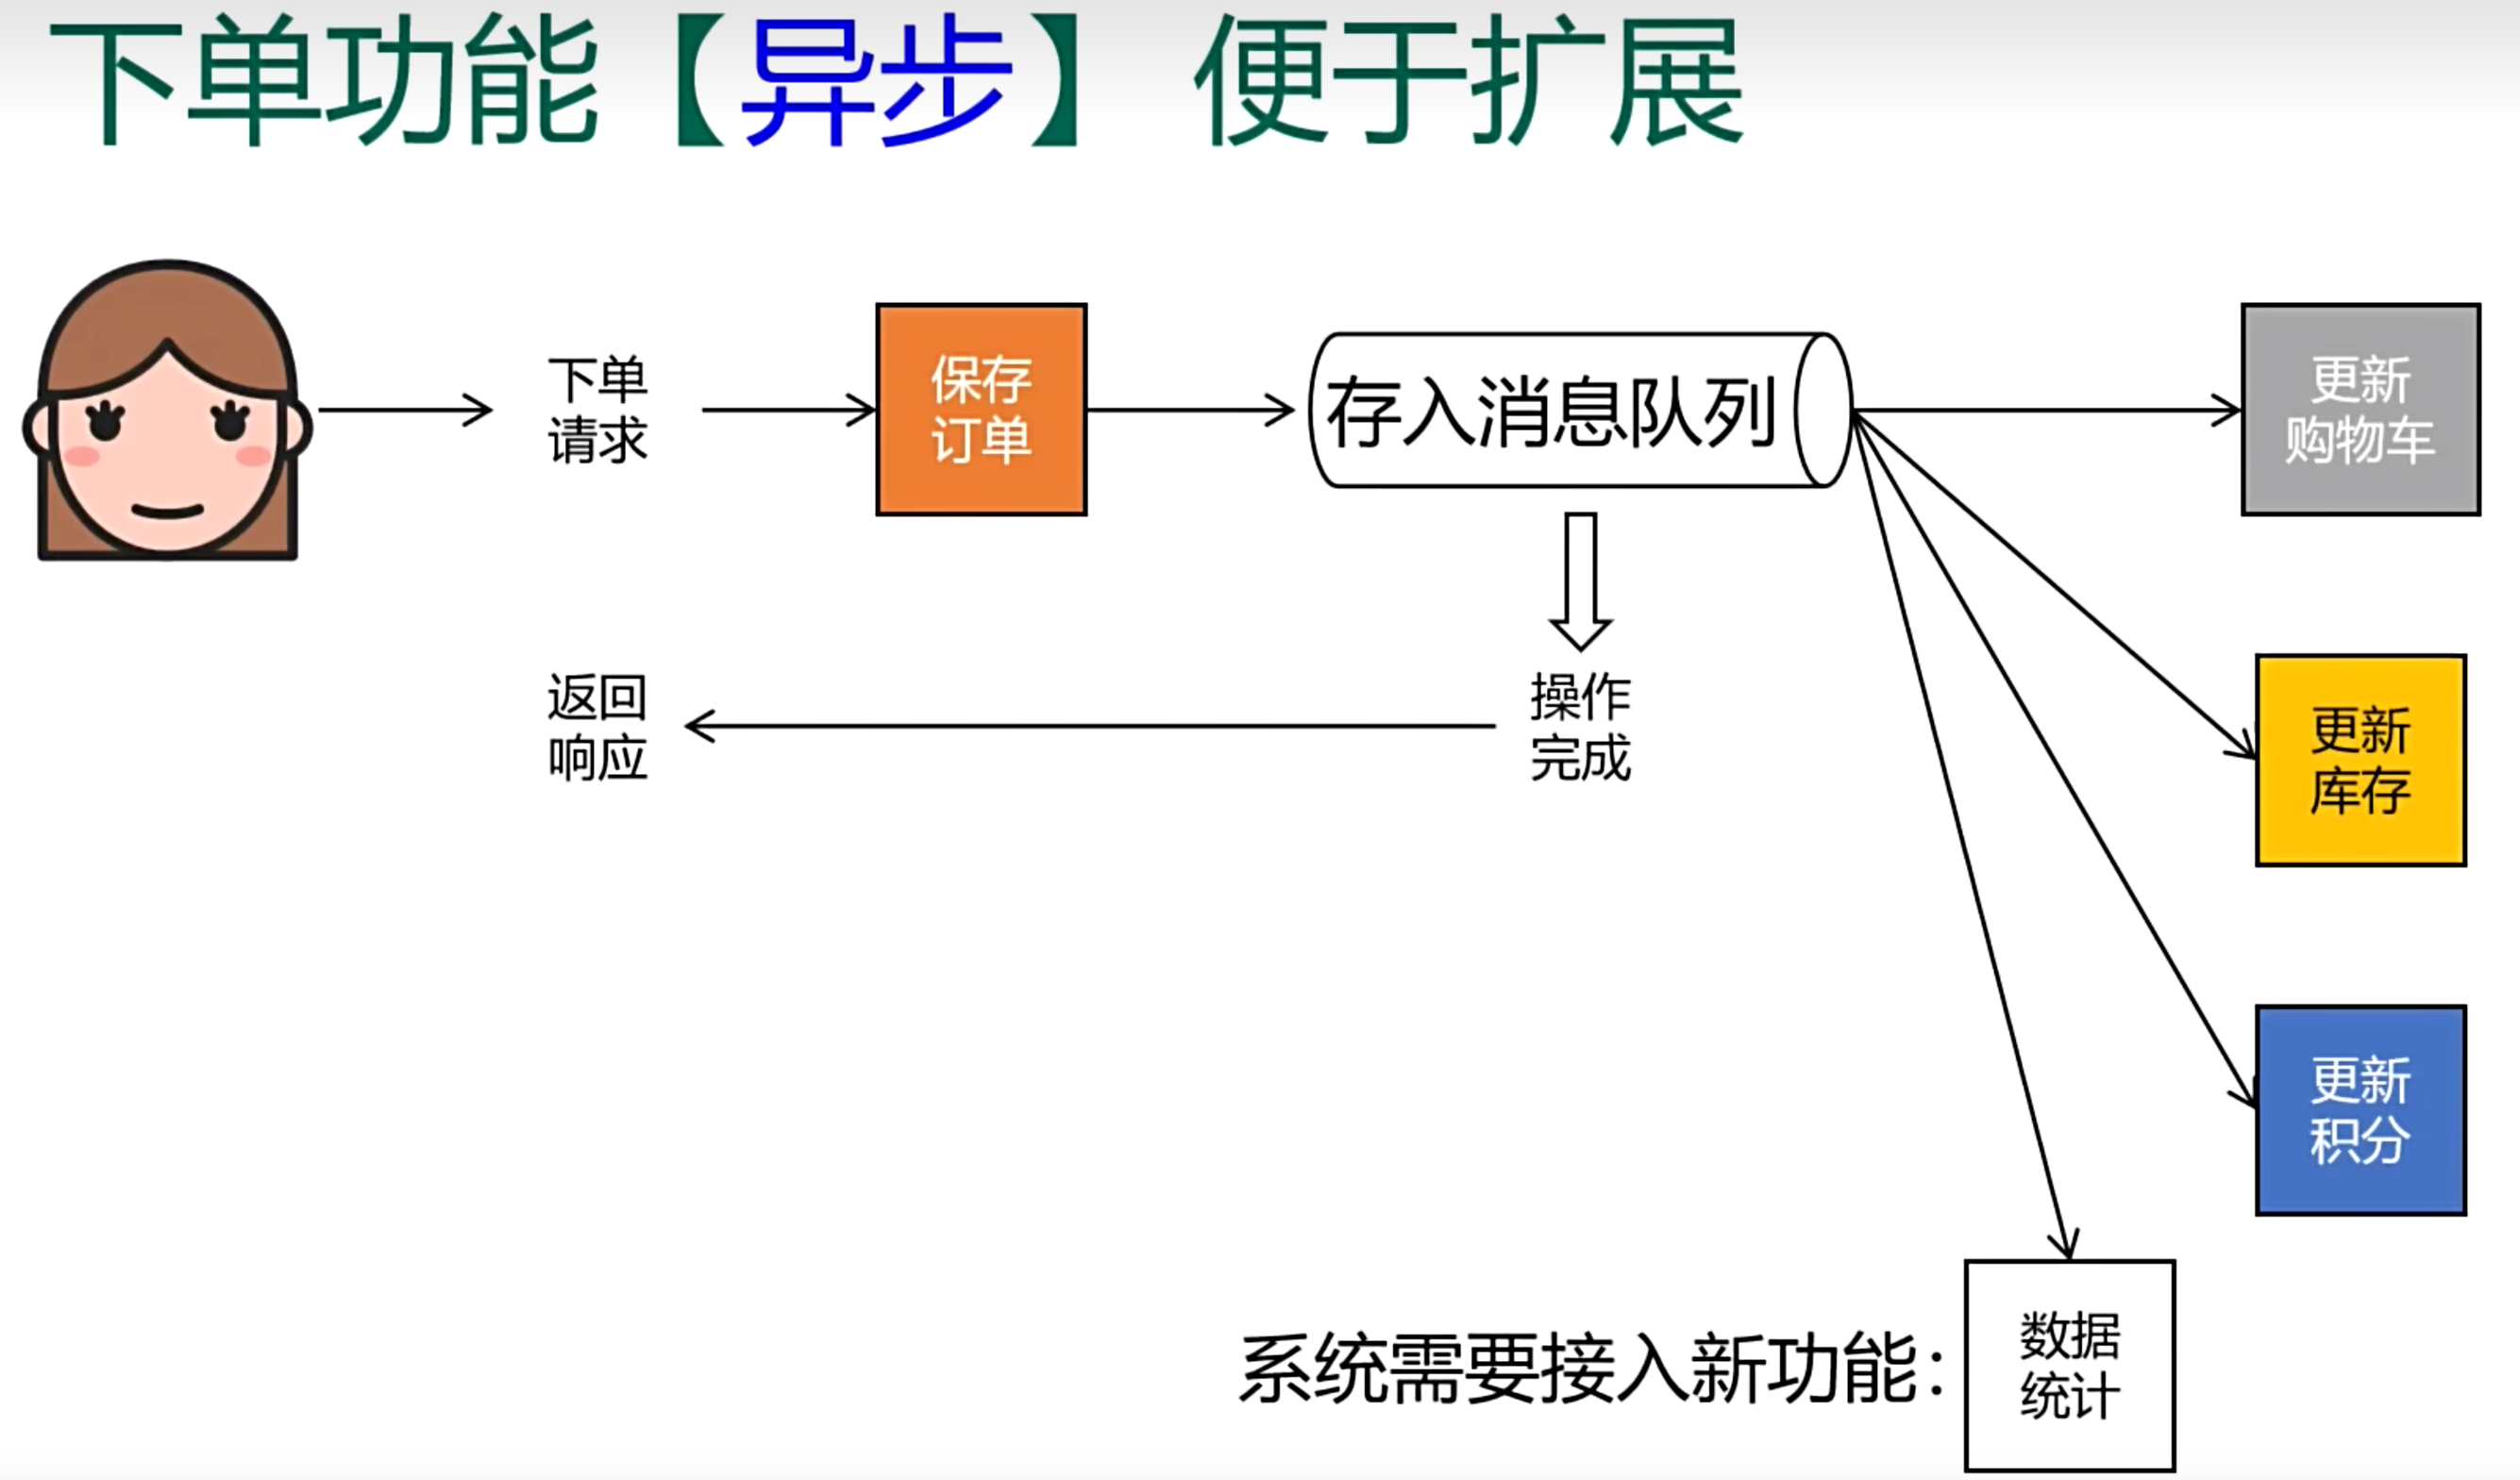 下单功能【异步】 便于扩展
下单
请求
保存
订单
存入消息队列
更新
购物车
返回
响应
操作
完成
更新
库存
更新
积分
系统需要接入新功能：
数据
统计